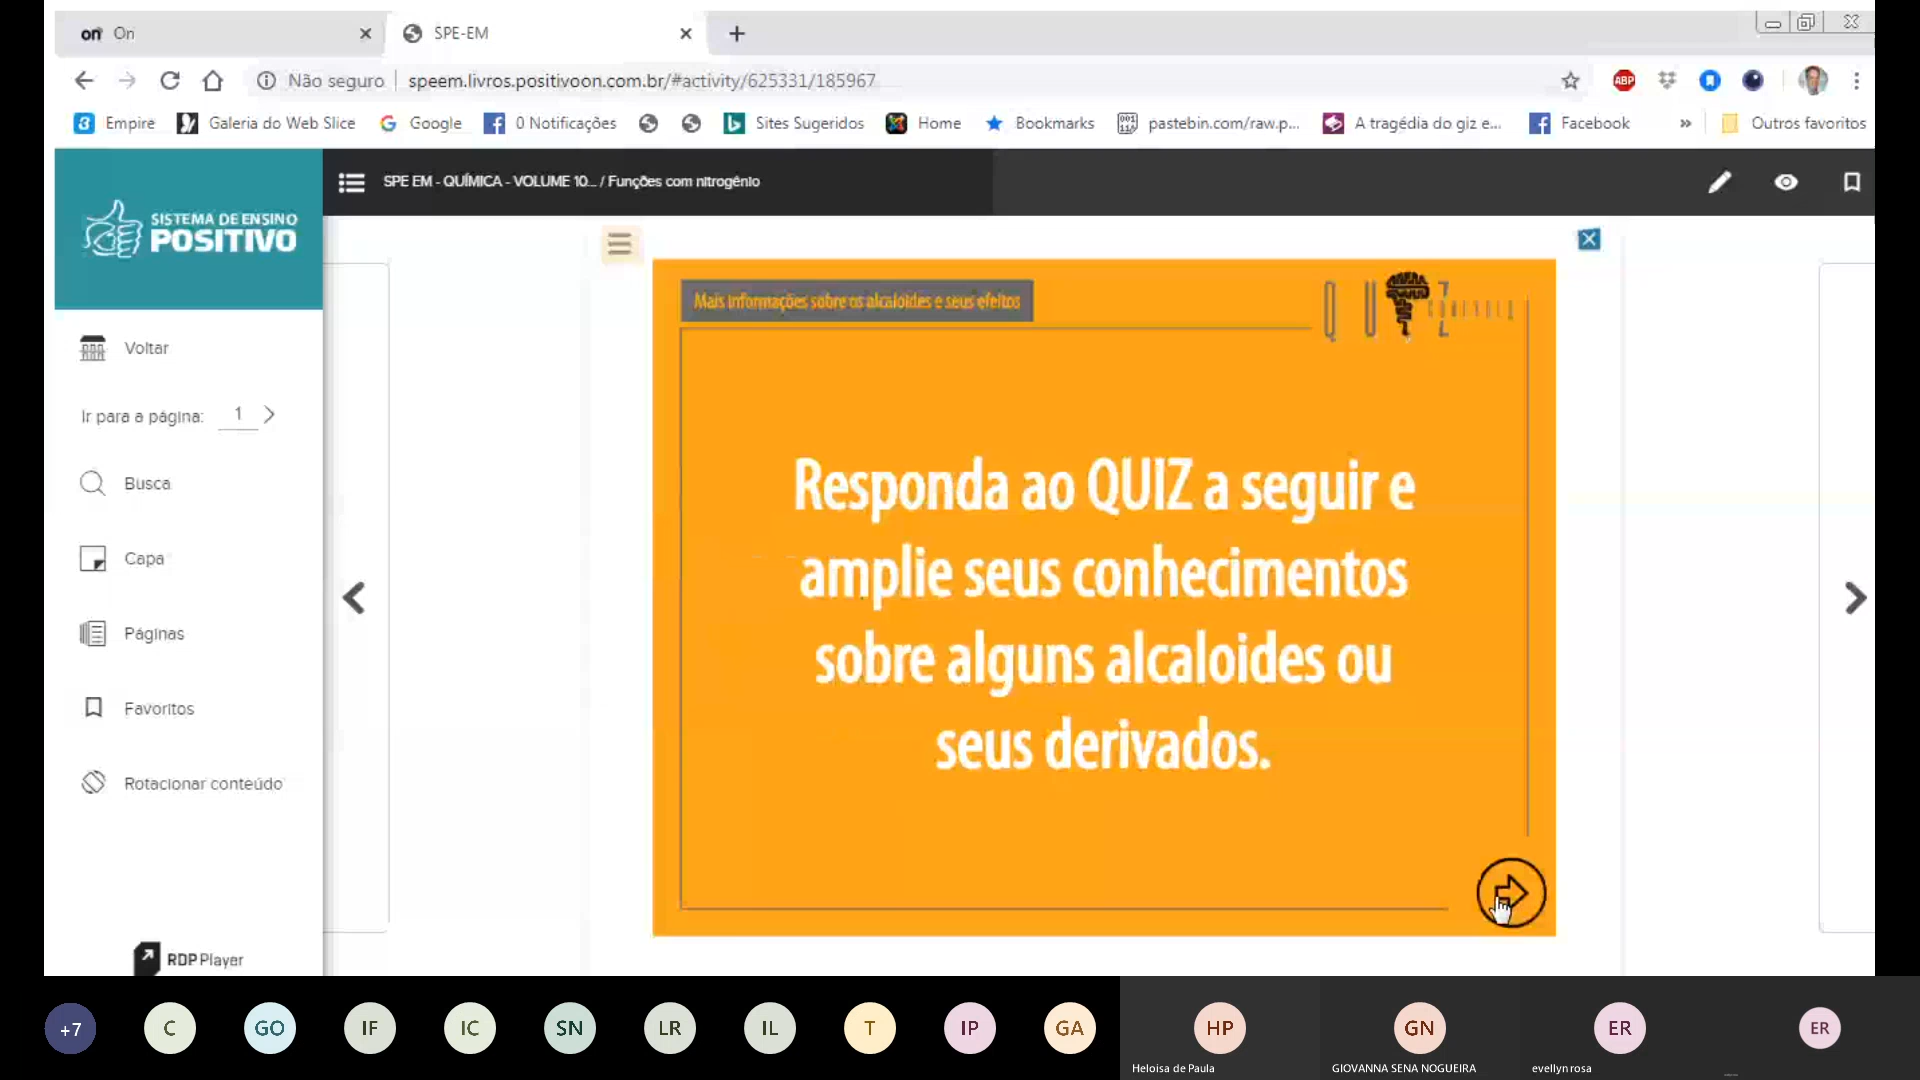 on On
SPE-EM
Não seguro speem.livros.positivoon.com.br/#activity/625331/185967
ABP
Empire Galeria do Web Slice Google 0 Notificações Sites Sugeridos Home Bookmarks pastebin.com/raw.p... A tragédia do giz e... Facebook » Outros favoritos
SISTEMA DE ENSINO
POSITIVO
SPE EM - QUÍMICA - VOLUME 10... / Funções com nitrogênio
Voltar
Ir para a página: 1
Busca
Capa
Páginas
Favoritos
Rotacionar conteúdo
RDP Player
Mais informações sobre os alcaloides e seus efeitos
Responda ao QUIZ a seguir e
amplie seus conhecimentos
sobre alguns alcaloides ou
seus derivados.
+7 C GO IF IC SN LR IL T IP GA HP GN ER ER
Heloisa de Paula GIOVANNA SENA NOGUEIRA evellyn rosa